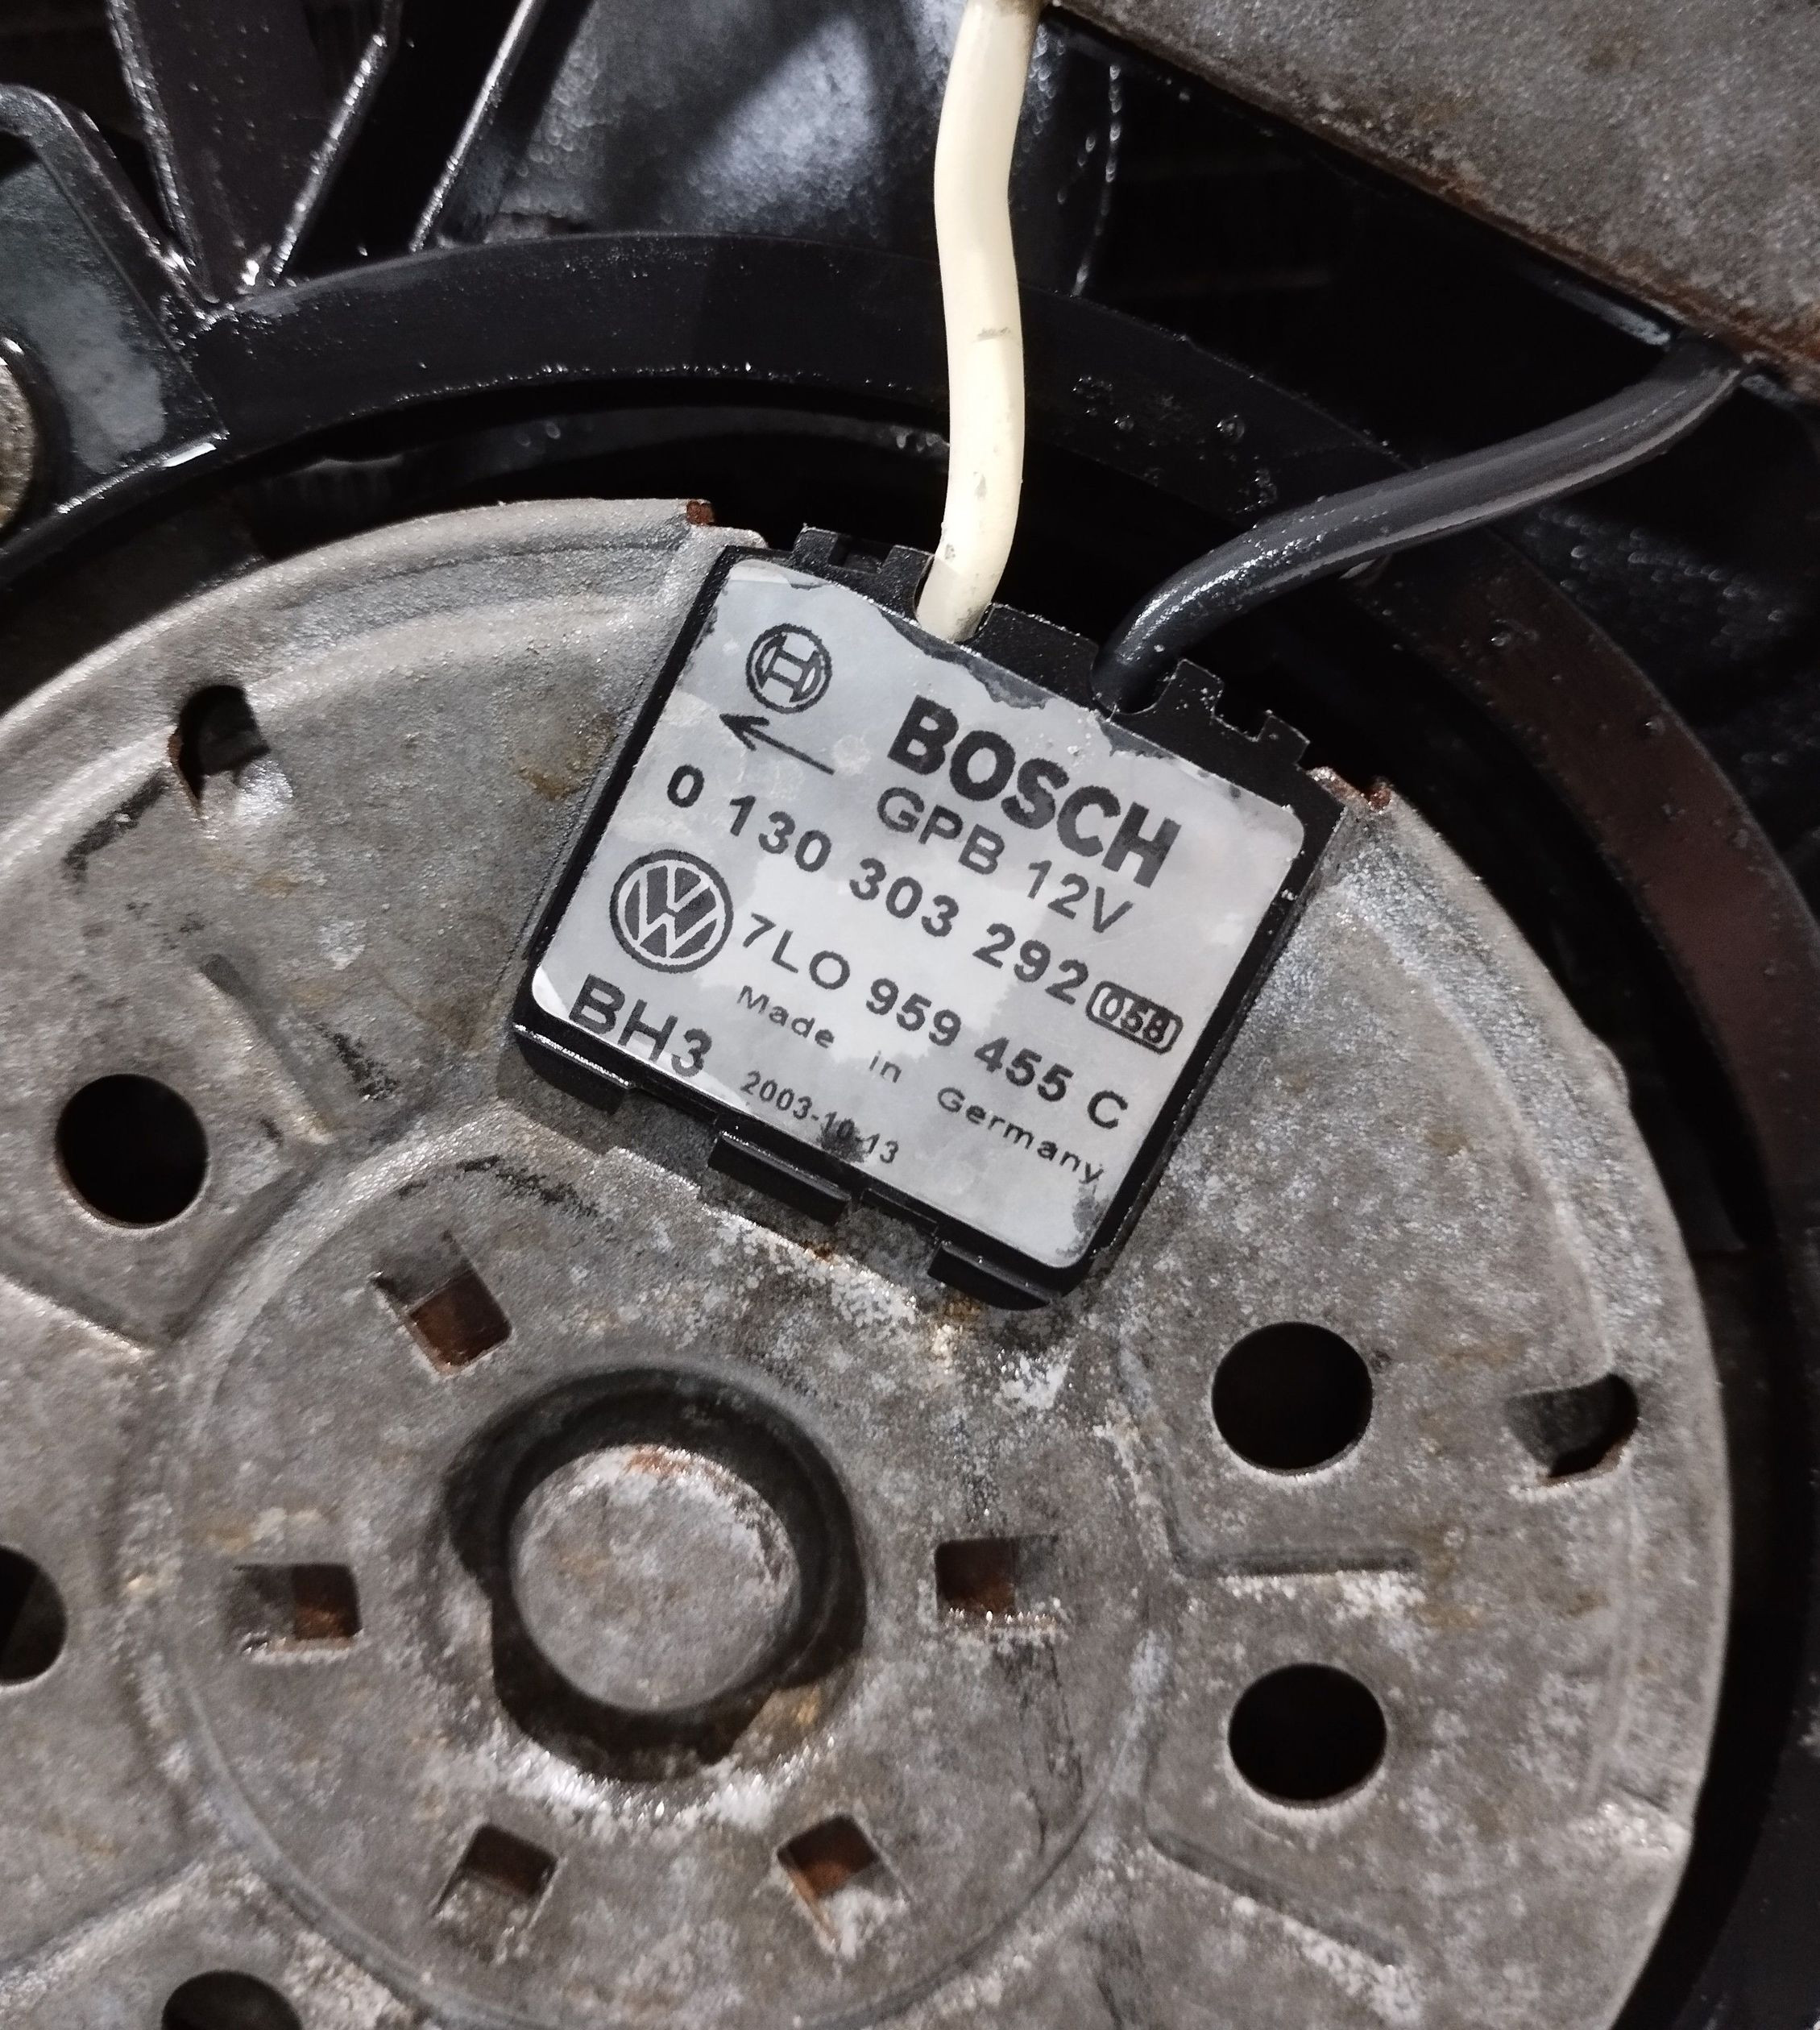 BOSCH
GPB 12V
0 130 303 292 058
7LO 959 455 C
Made in Germany
BH3
2003-10-13